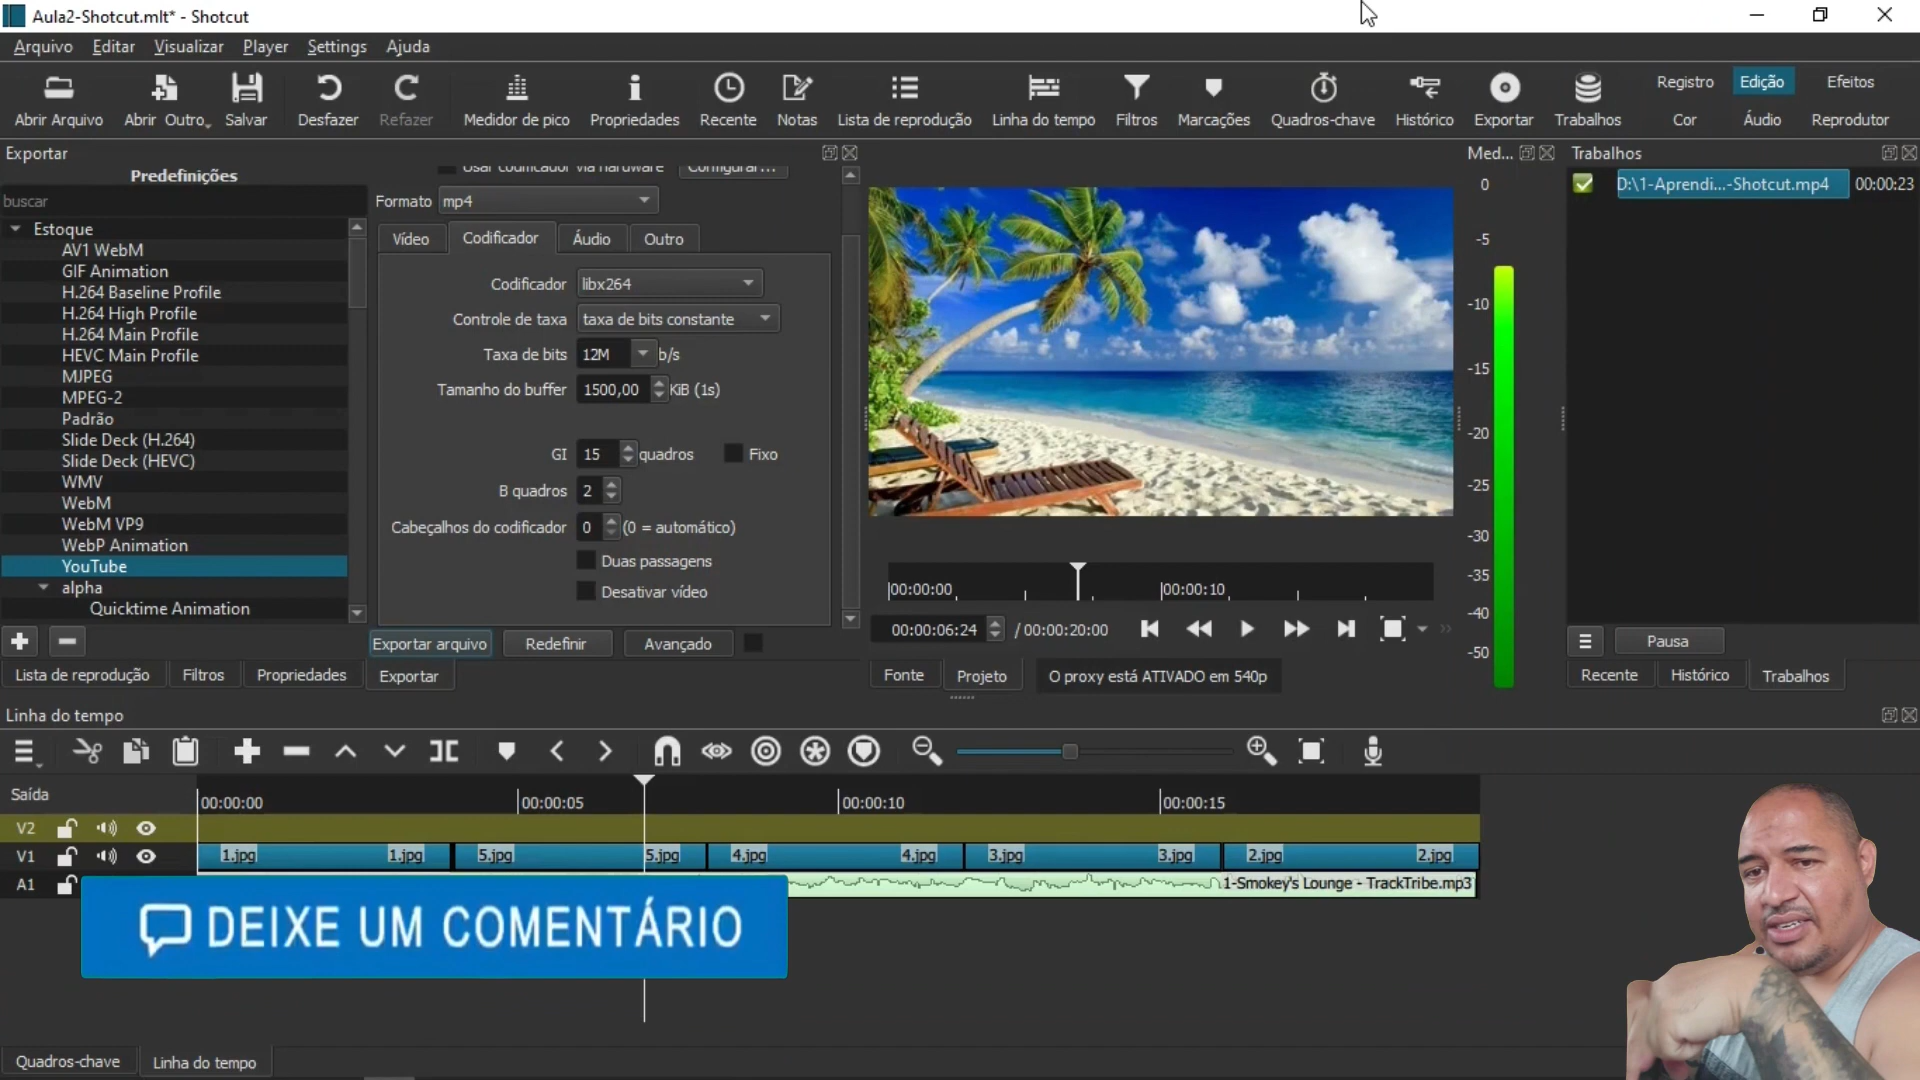 Aula2-Shotcut.mlt* - Shotcut
Arquivo Editar Visualizar Player Settings Ajuda
Abrir Arquivo Abrir Outro Salvar Desfazer Refazer Medidor de pico Propriedades Recente Notas Lista de reprodução Linha do tempo Filtros Marcações Quadros-chave Histórico Exportar Trabalhos
Registro Edição Efeitos
Cor Áudio Reprodutor
Exportar
Predefinições
buscar
Estoque
AV1 WebM
GIF Animation
H.264 Baseline Profile
H.264 High Profile
H.264 Main Profile
HEVC Main Profile
MJPEG
MPEG-2
Padrão
Slide Deck (H.264)
Slide Deck (HEVC)
WMV
WebM
WebM VP9
WebP Animation
YouTube
alpha
Quicktime Animation
Usar codificador via hardware Configurar...
Formato mp4
Vídeo Codificador Áudio Outro
Codificador libx264
Controle de taxa taxa de bits constante
Taxa de bits 12M b/s
Tamanho do buffer 1500,00 KiB (1s)
GI 15 quadros Fixo
B quadros 2
Cabeçalhos do codificador 0 (0 = automático)
Duas passagens
Desativar vídeo
Exportar arquivo Redefinir Avançado
Lista de reprodução Filtros Propriedades Exportar
00:00:00 00:00:10
00:00:06:24 /00:00:20:00
Fonte Projeto O proxy está ATIVADO em 540p
Med...
0
-5
-10
-15
-20
-25
-30
-35
-40
-50
Trabalhos
D:\1-Aprendi...-Shotcut.mp4 00:00:23
Pausa
Recente Histórico Trabalhos
Linha do tempo
Saída 00:00:00 00:00:05 00:00:10 00:00:15
V2
V1 1.jpg 1.jpg 5.jpg 5.jpg 4.jpg 4.jpg 3.jpg 3.jpg 2.jpg 2.jpg
A1 1-Smokey's Lounge - TrackTribe.mp3
DEIXE UM COMENTÁRIO
Quadros-chave Linha do tempo